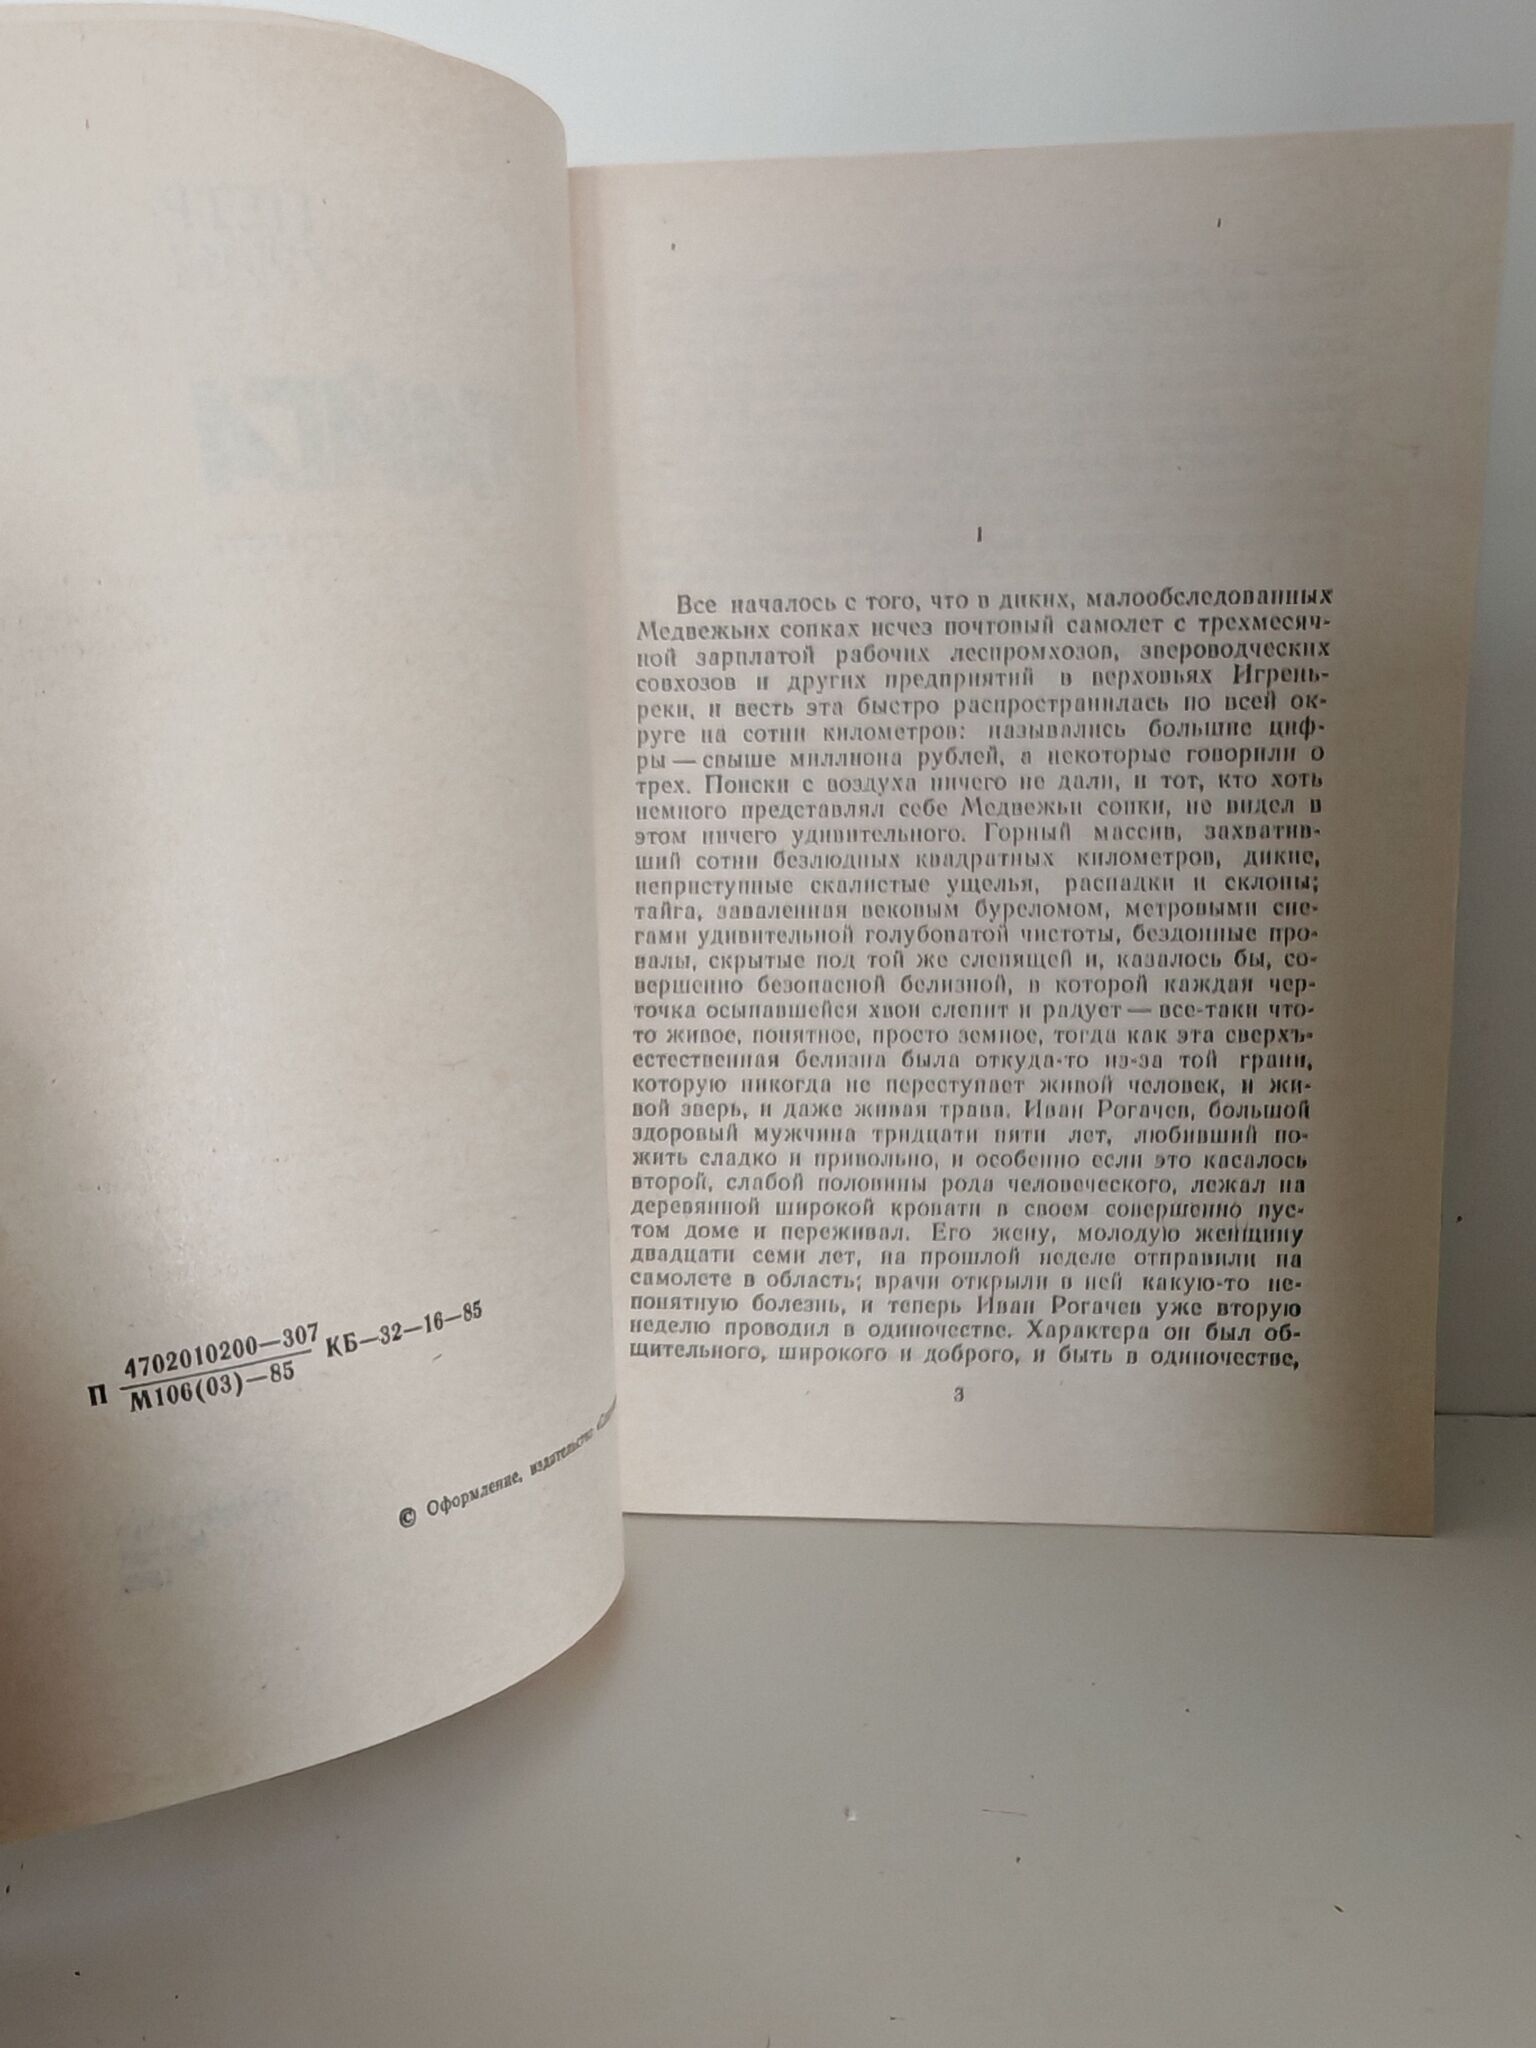 4702010200—307
П
КБ—32—16—85
М106(03)—85
© Оформление, издательство
1
Все началось с того, что в диких, малообследованных
Медвежьих сопках исчез почтовый самолет с трехмесяч-
ной зарплатой рабочих леспромхозов, звероводческих
совхозов и других предприятий в верховьях Игрень-
реки, и весть эта быстро распространилась по всей ок-
руге на сотни километров: назывались большие циф-
ры — свыше миллиона рублей, а некоторые говорили о
трех. Поиски с воздуха ничего не дали, и тот, кто хоть
немного представлял себе Медвежьи сопки, не видел в
этом ничего удивительного. Горный массив, захватив-
ший сотни безлюдных квадратных километров, дикие,
неприступные скалистые ущелья, распадки и склоны;
тайга, заваленная вековым буреломом, метровыми сне-
гами удивительной голубоватой чистоты, бездонные про-
валы, скрытые под той же слепящей и, казалось бы, со-
вершенно безопасной белизной, в которой каждая чер-
точка осыпавшейся хвои слепит и радует — все-таки что-
то живое, понятное, просто земное, тогда как эта сверхъ-
естественная белизна была откуда-то из-за той грани,
которую никогда не переступает живой человек, и жи-
вой зверь, и даже живая трава. Иван Рогачев, большой
здоровый мужчина тридцати пяти лет, любивший по-
жить сладко и привольно, и особенно если это касалось
второй, слабой половины рода человеческого, лежал на
деревянной широкой кровати в своем совершенно пус-
том доме и переживал. Его жену, молодую женщину
двадцати семи лет, на прошлой неделе отправили на
самолете в область; врачи открыли в ней какую-то не-
понятную болезнь, и теперь Иван Рогачев уже вторую
неделю проводил в одиночестве. Характера он был об-
щительного, широкого и доброго, и быть в одиночестве,
3